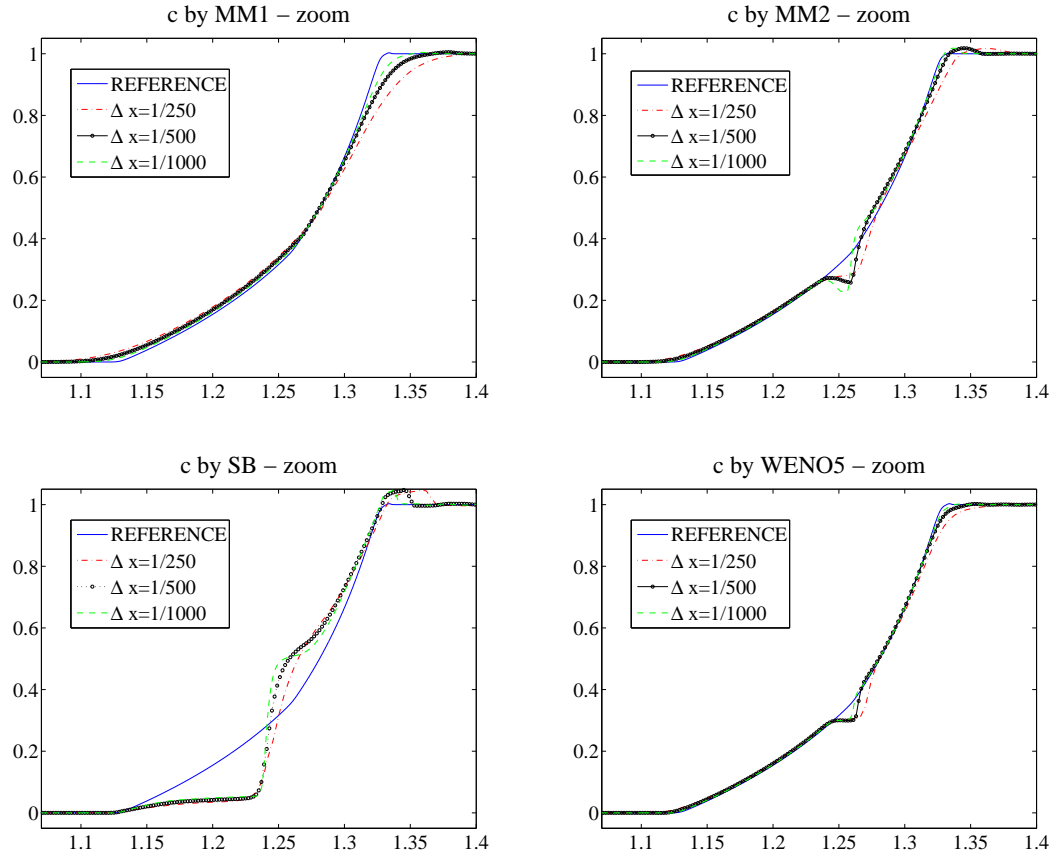 c by MM1 – zoom
1
0.8
0.6
0.4
0.2
0
REFERENCE
Δ x=1/250
Δ x=1/500
Δ x=1/1000
1.1 1.15 1.2 1.25 1.3 1.35 1.4
c by MM2 – zoom
1
0.8
0.6
0.4
0.2
0
REFERENCE
Δ x=1/250
Δ x=1/500
Δ x=1/1000
1.1 1.15 1.2 1.25 1.3 1.35 1.4
c by SB – zoom
1
0.8
0.6
0.4
0.2
0
REFERENCE
Δ x=1/250
Δ x=1/500
Δ x=1/1000
1.1 1.15 1.2 1.25 1.3 1.35 1.4
c by WENO5 – zoom
1
0.8
0.6
0.4
0.2
0
REFERENCE
Δ x=1/250
Δ x=1/500
Δ x=1/1000
1.1 1.15 1.2 1.25 1.3 1.35 1.4